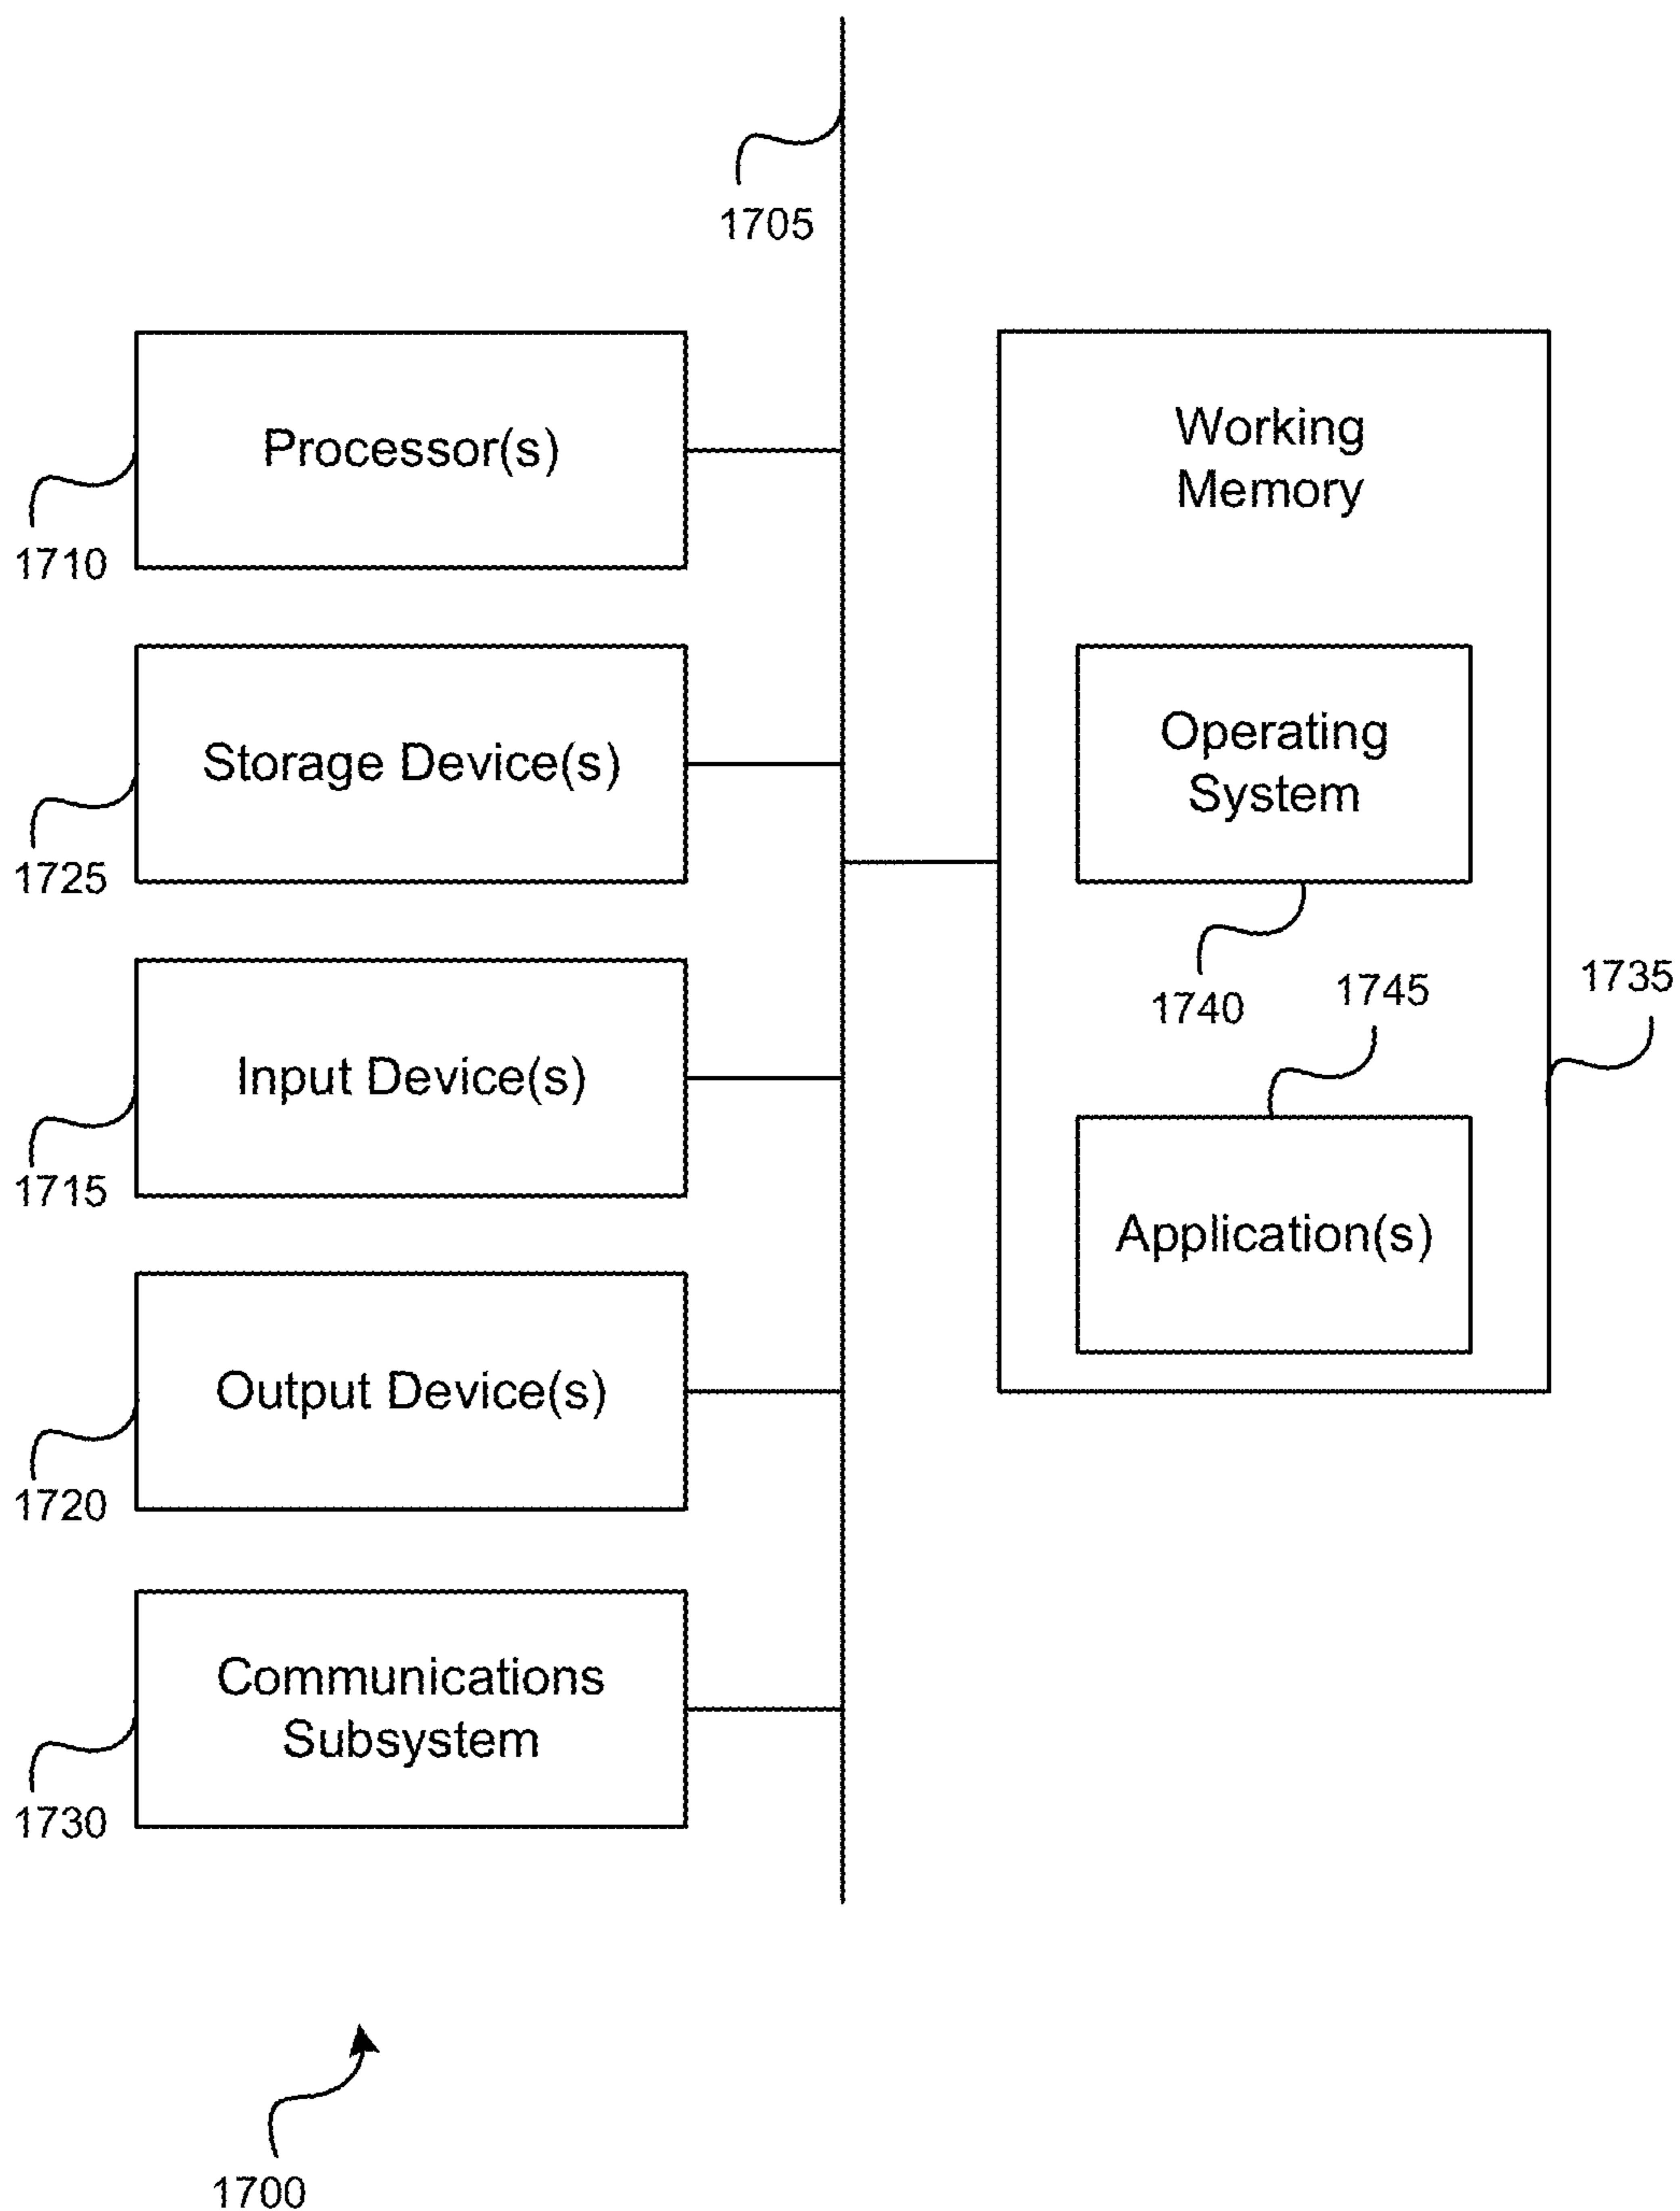 1705
Processor(s)
1710
Storage Device(s)
1725
Input Device(s)
1715
Output Device(s)
1720
Communications
Subsystem
1730
Working
Memory
Operating
System
1740
1745
1735
Application(s)
1700